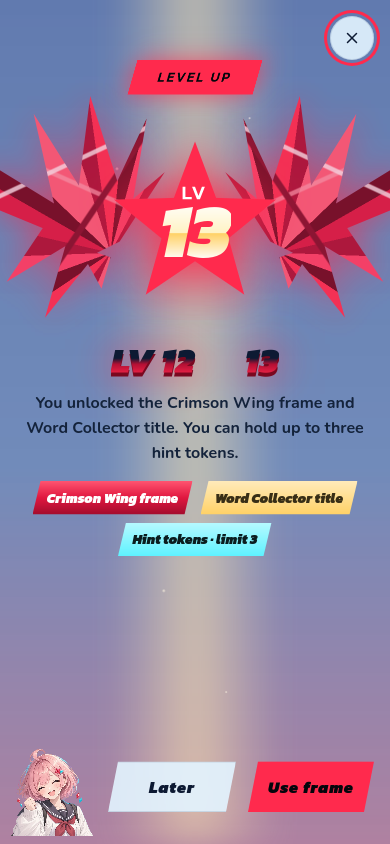 LEVEL UP
LV
13
LV 12 13
You unlocked the Crimson Wing frame and
Word Collector title. You can hold up to three
hint tokens.
Crimson Wing frame
Word Collector title
Hint tokens · limit 3
Later
Use frame